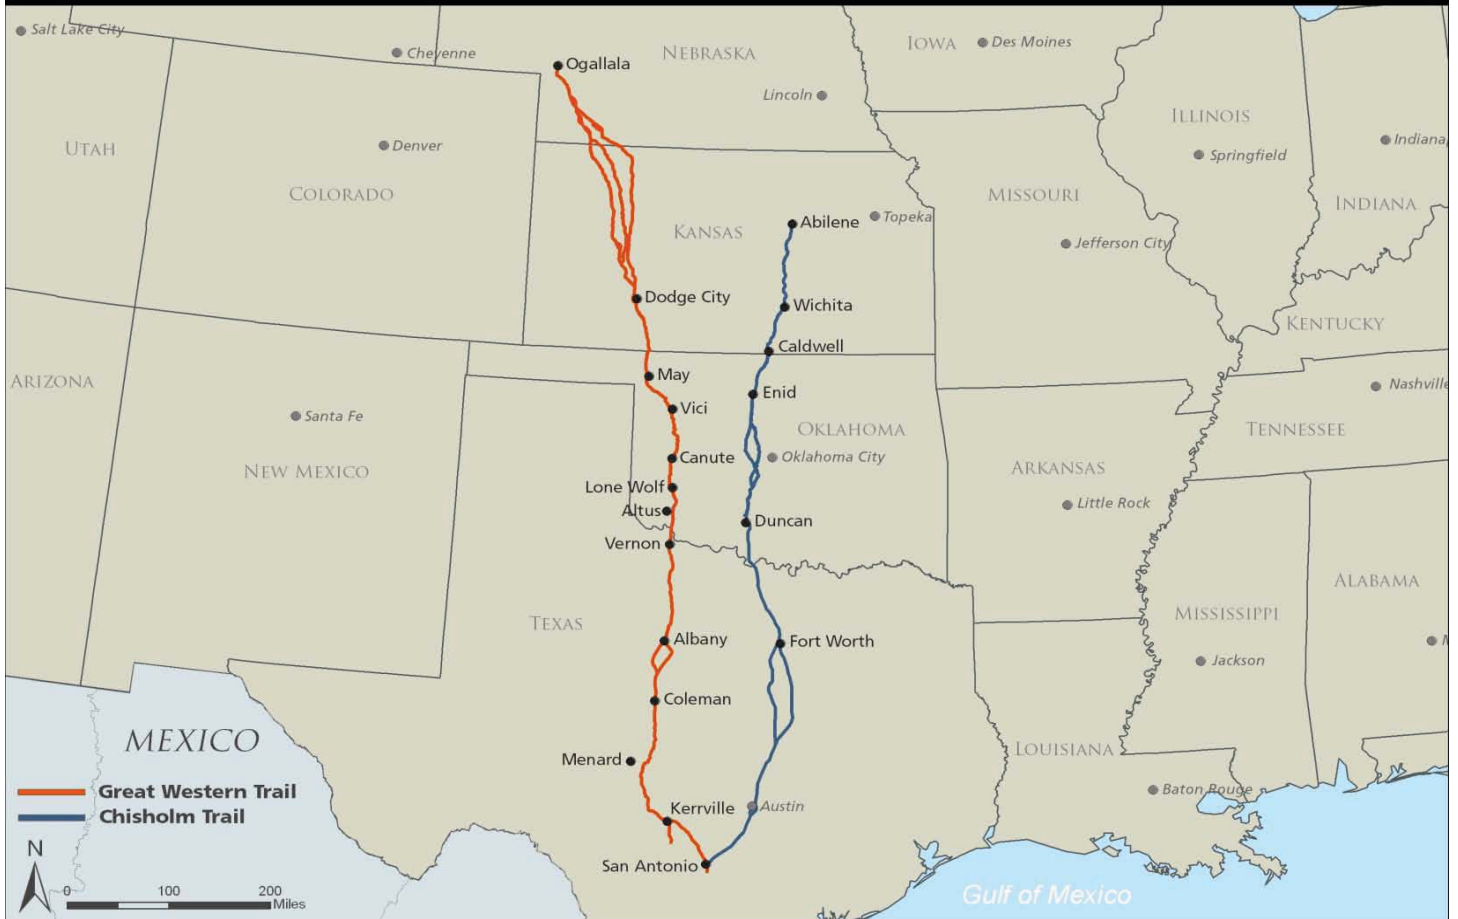 Salt Lake City
Cheyenne
Ogallala
NEBRASKA
IOWA
Des Moines
Lincoln
ILLINOIS
UTAH
Denver
Springfield
COLORADO
MISSOURI
INDIANA
KANSAS
Abilene
Topeka
Jefferson City
Dodge City
Wichita
KENTUCKY
Caldwell
ARIZONA
May
Enid
Nashville
Santa Fe
Vici
OKLAHOMA
TENNESSEE
NEW MEXICO
Canute
Oklahoma City
ARKANSAS
Lone Wolf
Little Rock
Altus
Duncan
Vernon
ALABAMA
TEXAS
MISSISSIPPI
Albany
Fort Worth
Jackson
Coleman
MEXICO
LOUISIANA
Menard
Great Western Trail
Baton Rouge
Chisholm Trail
Kerrville
Austin
N
San Antonio
0 100 200
Miles
Gulf of Mexico